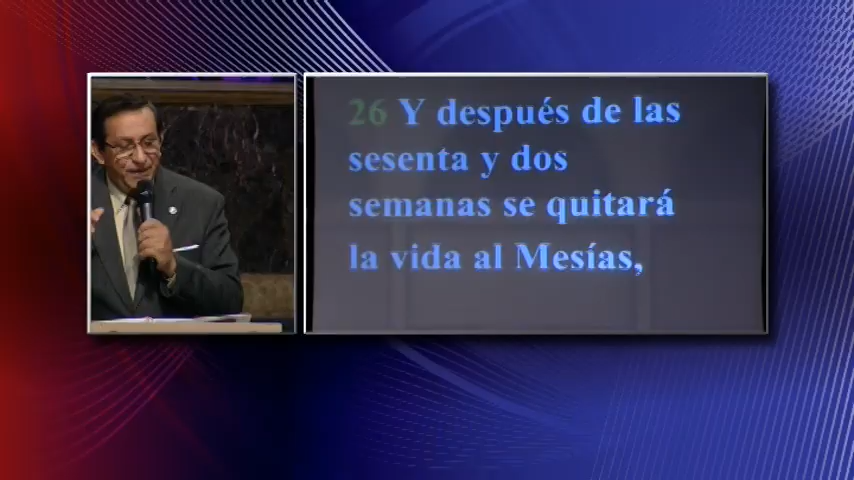 26 Y después de las
sesenta y dos
semanas se quitará
la vida al Mesías,